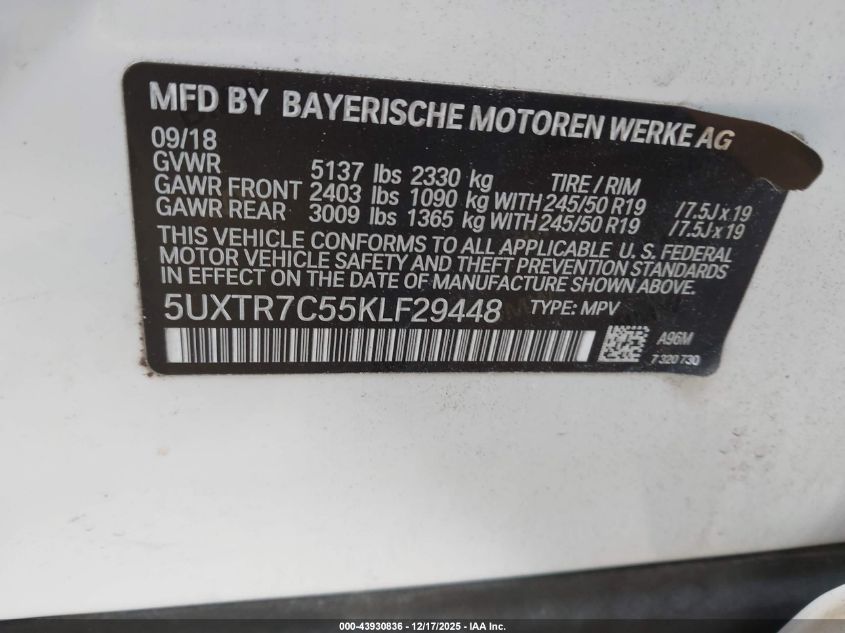 MFD BY BAYERISCHE MOTOREN WERKE AG
09/18
GVWR 5137 lbs 2330 kg TIRE / RIM
GAWR FRONT 2403 lbs 1090 kg WITH 245/50 R19 /7.5J x 19
GAWR REAR 3009 lbs 1365 kg WITH 245/50 R19 /7.5J x 19
THIS VEHICLE CONFORMS TO ALL APPLICABLE U.S. FEDERAL
MOTOR VEHICLE SAFETY AND THEFT PREVENTION STANDARDS
IN EFFECT ON THE DATE OF MANUFACTURE SHOWN ABOVE.
5UXTR7C55KLF29448 TYPE: MPV
A96M
7 320 730
000-43930836 - 12/17/2025 - IAA Inc.